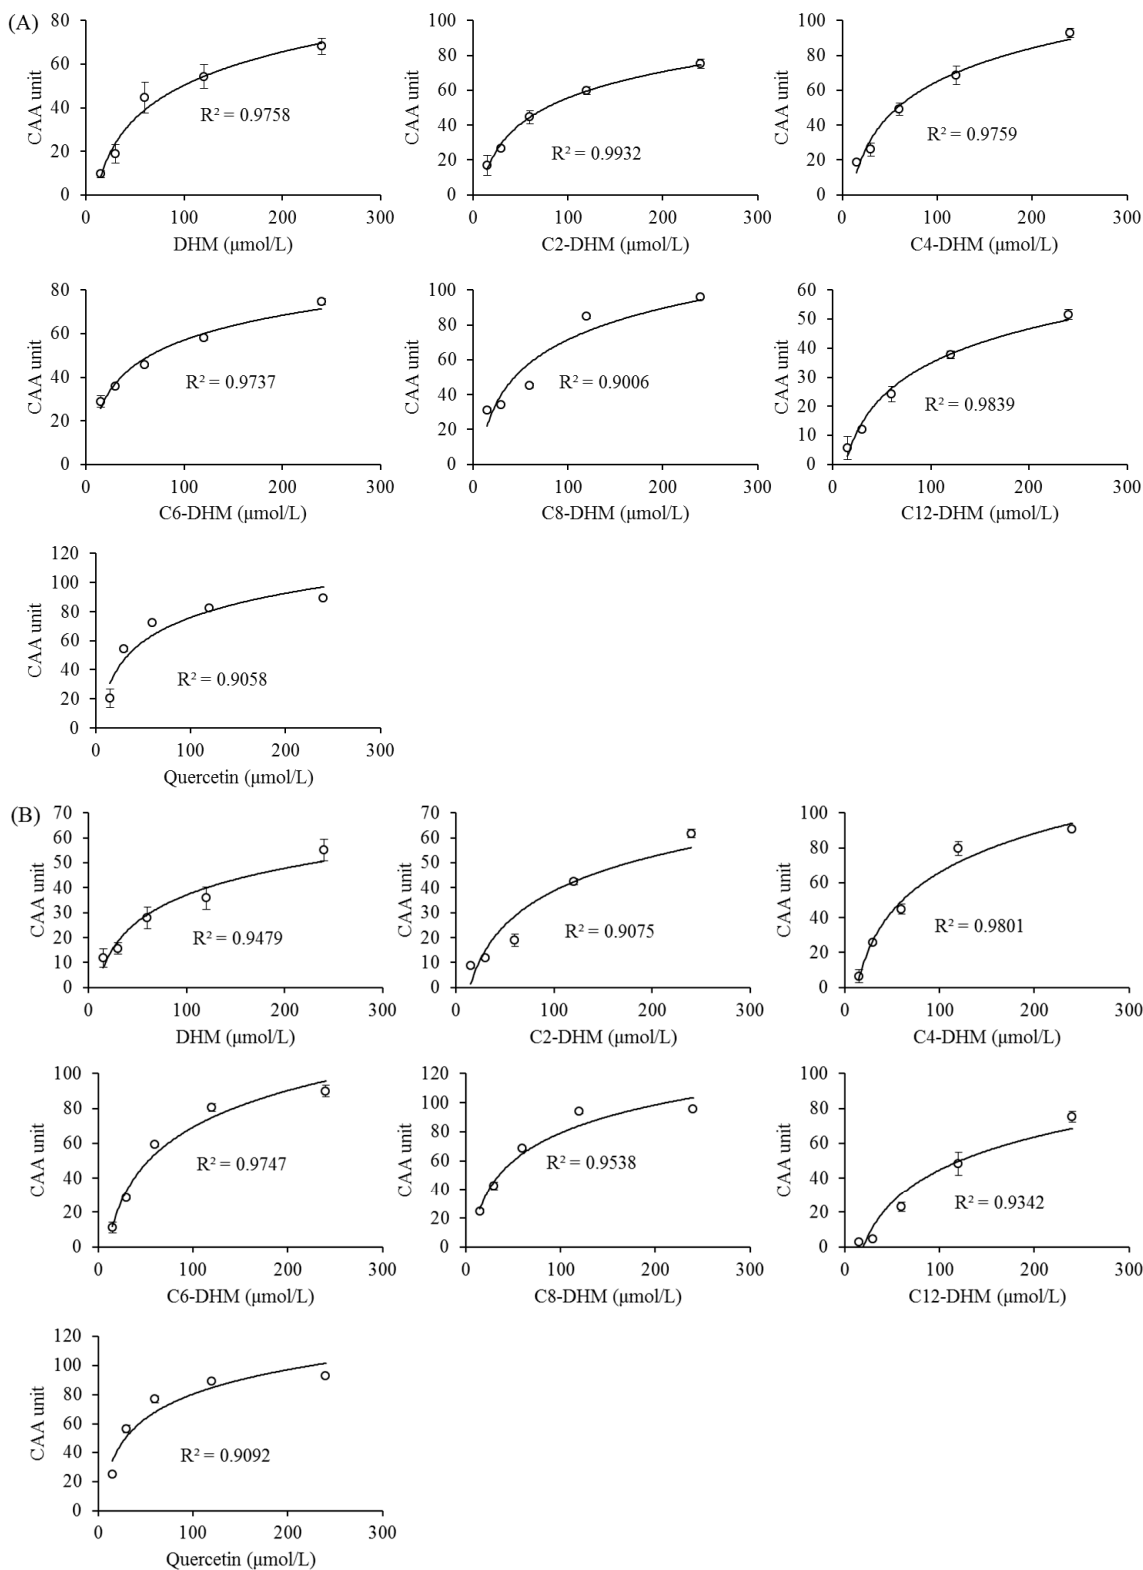 (A)
CAA unit
80
60
40
20
0
R² = 0.9758
0 100 200 300
DHM (μmol/L)
CAA unit
100
80
60
40
20
0
R² = 0.9932
0 100 200 300
C2-DHM (μmol/L)
CAA unit
100
80
60
40
20
0
R² = 0.9759
0 100 200 300
C4-DHM (μmol/L)
CAA unit
80
60
40
20
0
R² = 0.9737
0 100 200 300
C6-DHM (μmol/L)
CAA unit
100
80
60
40
20
0
R² = 0.9006
0 100 200 300
C8-DHM (μmol/L)
CAA unit
60
50
40
30
20
10
0
R² = 0.9839
0 100 200 300
C12-DHM (μmol/L)
CAA unit
120
100
80
60
40
20
0
R² = 0.9058
0 100 200 300
Quercetin (μmol/L)
(B)
CAA unit
70
60
50
40
30
20
10
0
R² = 0.9479
0 100 200 300
DHM (μmol/L)
CAA unit
70
60
50
40
30
20
10
0
R² = 0.9075
0 100 200 300
C2-DHM (μmol/L)
CAA unit
100
80
60
40
20
0
R² = 0.9801
0 100 200 300
C4-DHM (μmol/L)
CAA unit
100
80
60
40
20
0
R² = 0.9747
0 100 200 300
C6-DHM (μmol/L)
CAA unit
120
100
80
60
40
20
0
R² = 0.9538
0 100 200 300
C8-DHM (μmol/L)
CAA unit
100
80
60
40
20
0
R² = 0.9342
0 100 200 300
C12-DHM (μmol/L)
CAA unit
120
100
80
60
40
20
0
R² = 0.9092
0 100 200 300
Quercetin (μmol/L)